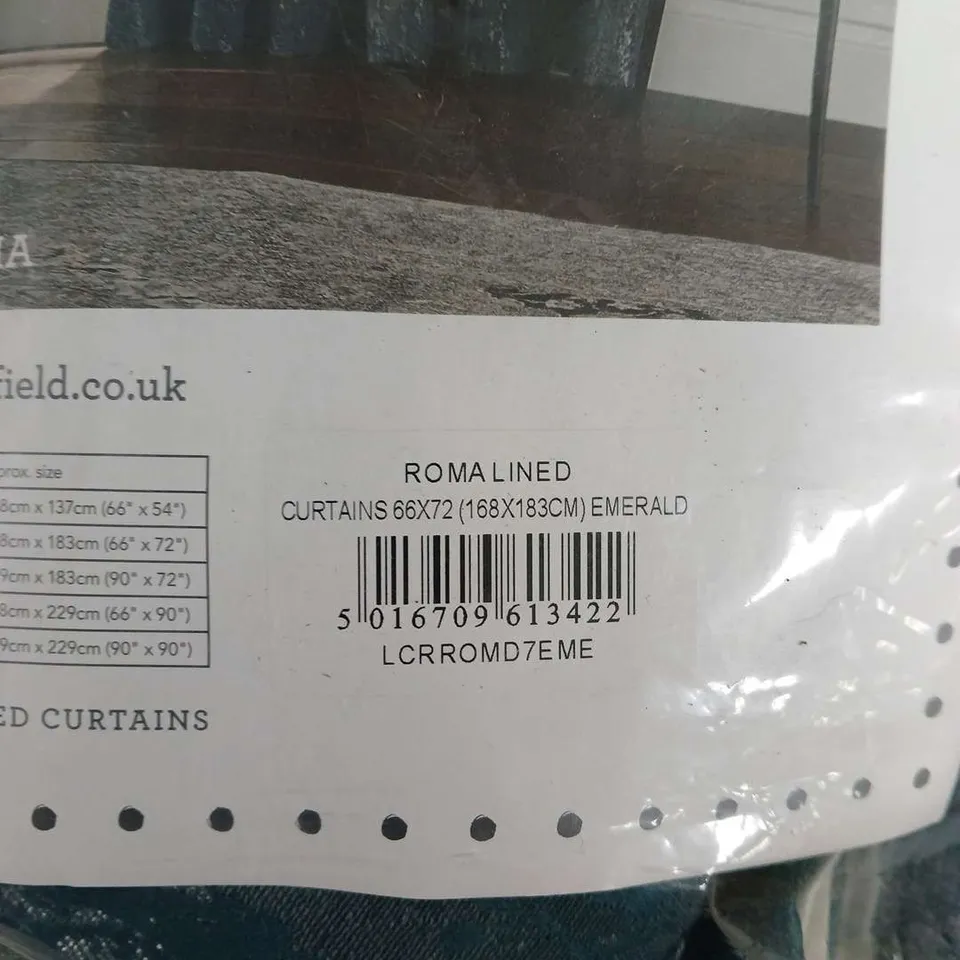 MA
field.co.uk
prox. size
8cm x 137cm (66" x 54")
8cm x 183cm (66" x 72")
9cm x 183cm (90" x 72")
8cm x 229cm (66" x 90")
9cm x 229cm (90" x 90")
ED CURTAINS
ROMA LINED
CURTAINS 66X72 (168X183CM) EMERALD
5 016709 613422
LCRROMD7EME